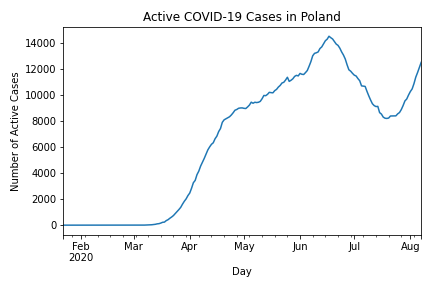 Active COVID-19 Cases in Poland
Number of Active Cases
14000
12000
10000
8000
6000
4000
2000
0
Feb Mar Apr May Jun Jul Aug
2020
Day